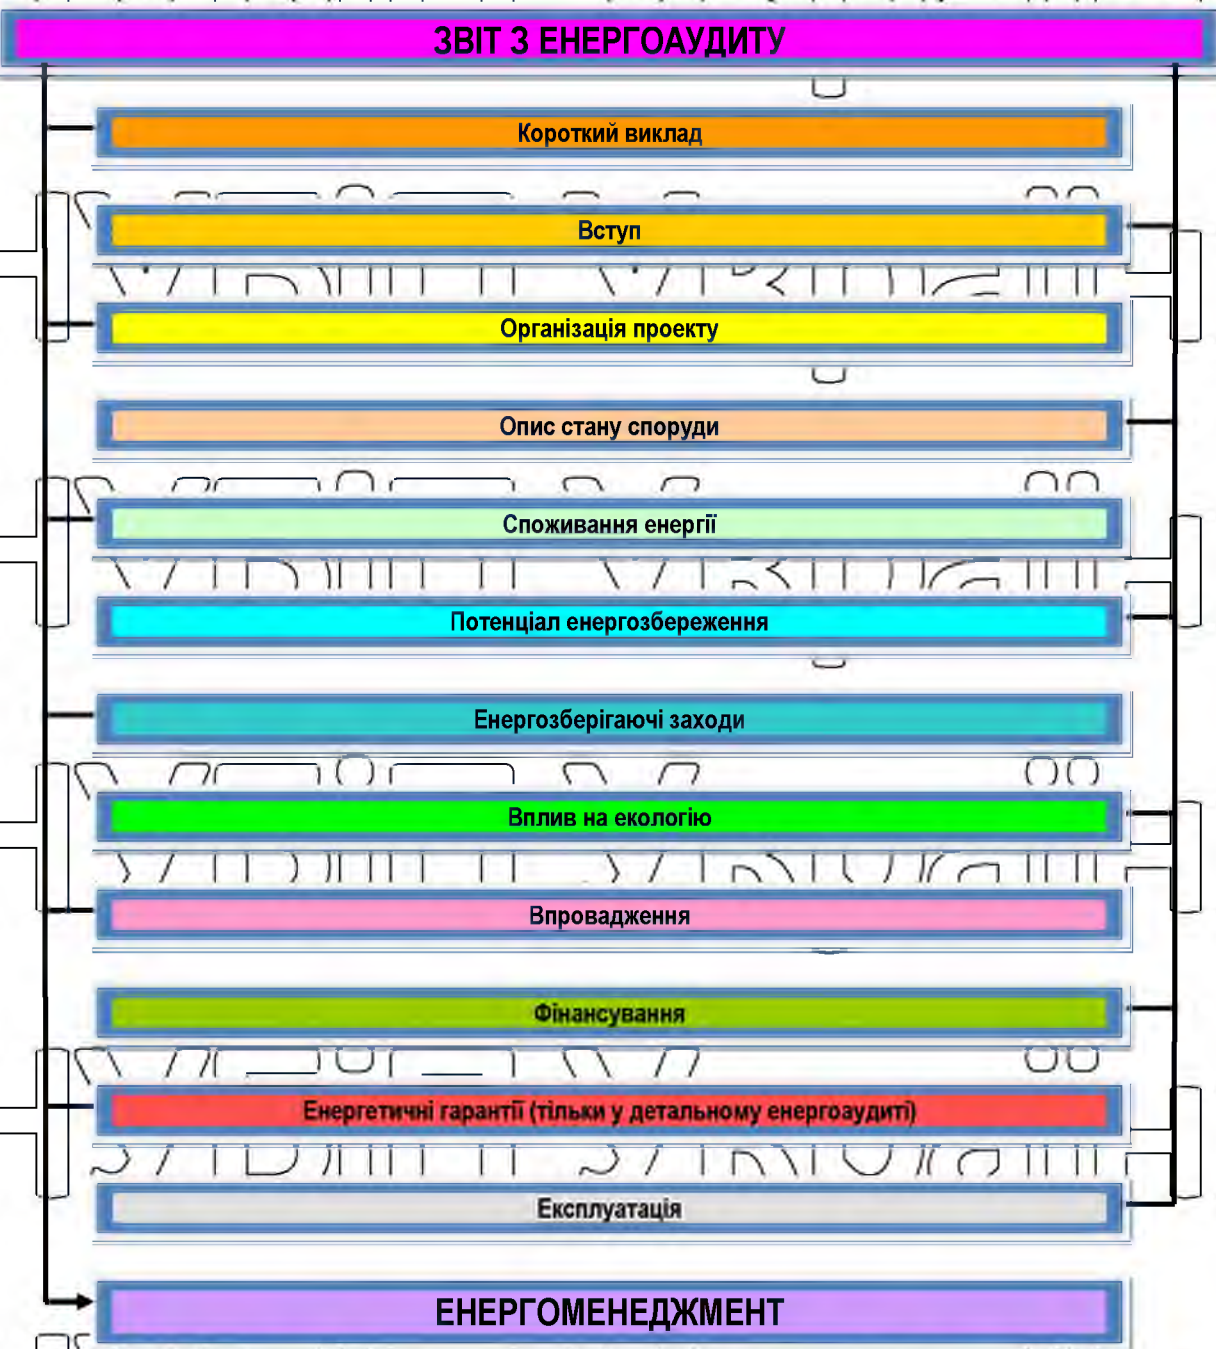 ЗВІТ З ЕНЕРГОАУДИТУ
Короткий виклад
Вступ
Організація проекту
Опис стану споруди
Споживання енергії
Потенціал енергозбереження
Енергозберігаючі заходи
Вплив на екологію
Впровадження
Фінансування
Енергетичні гарантії (тільки у детальному енергоаудиті)
Експлуатація
ЕНЕРГОМЕНЕДЖМЕНТ